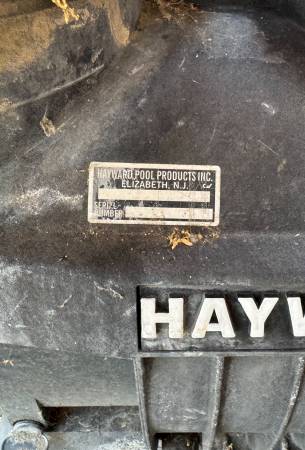 HAYWARD POOL PRODUCTS INC.
ELIZABETH, N.J.
SERIAL
NUMBER
HAYW